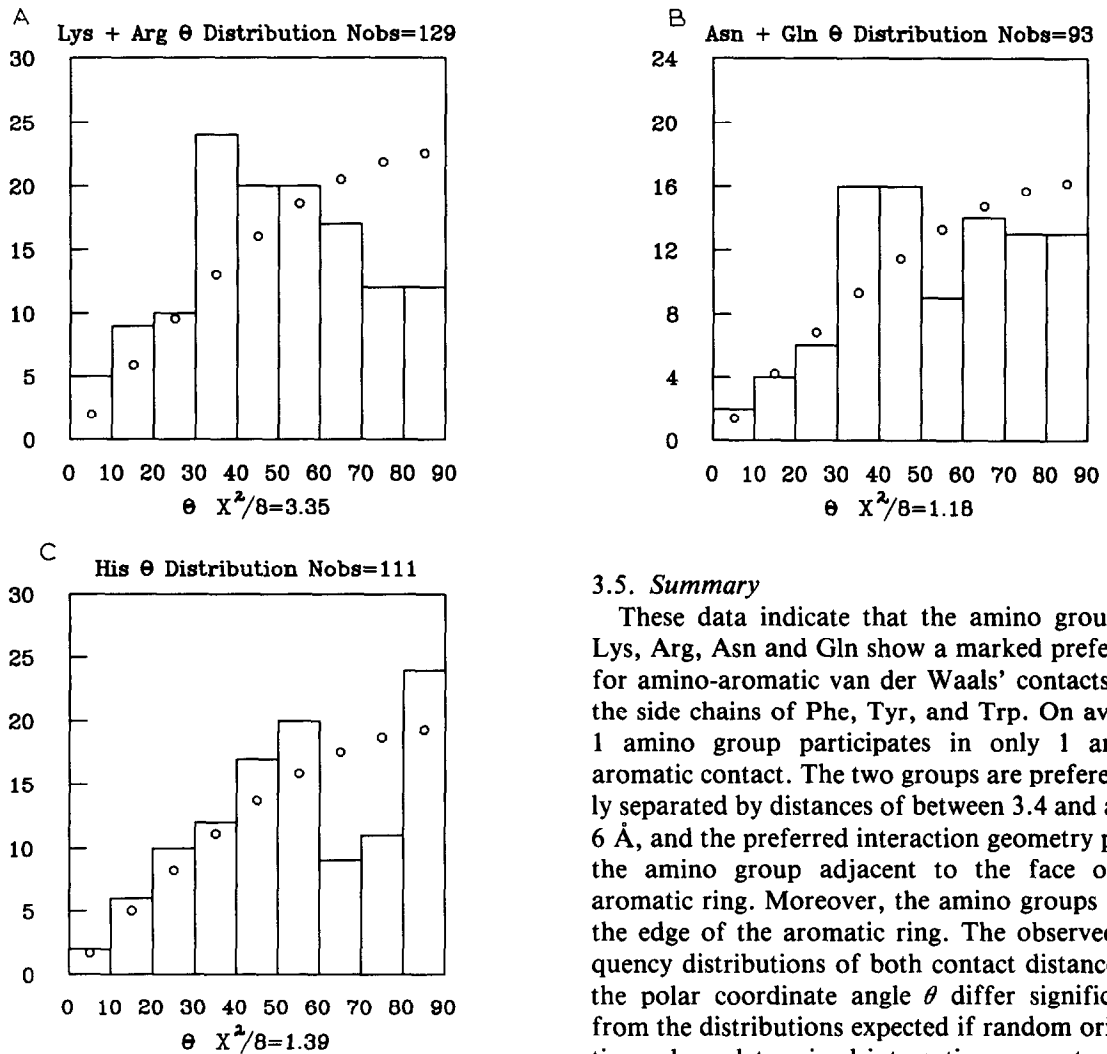 A
Lys + Arg Θ Distribution Nobs=129
30
25
20
15
10
5
0
0 10 20 30 40 50 60 70 80 90
Θ X²/8=3.35
B
Asn + Gln Θ Distribution Nobs=93
24
20
16
12
8
4
0
0 10 20 30 40 50 60 70 80 90
Θ X²/8=1.18
C
His Θ Distribution Nobs=111
30
25
20
15
10
5
0
0 10 20 30 40 50 60 70 80 90
Θ X²/8=1.39
3.5. Summary
These data indicate that the amino grou
Lys, Arg, Asn and Gln show a marked prefe
for amino-aromatic van der Waals' contacts
the side chains of Phe, Tyr, and Trp. On av
1 amino group participates in only 1 a
aromatic contact. The two groups are prefere
ly separated by distances of between 3.4 and a
6 Å, and the preferred interaction geometry p
the amino group adjacent to the face o
aromatic ring. Moreover, the amino groups
the edge of the aromatic ring. The observe
quency distributions of both contact distance
the polar coordinate angle θ differ signific
from the distributions expected if random ori